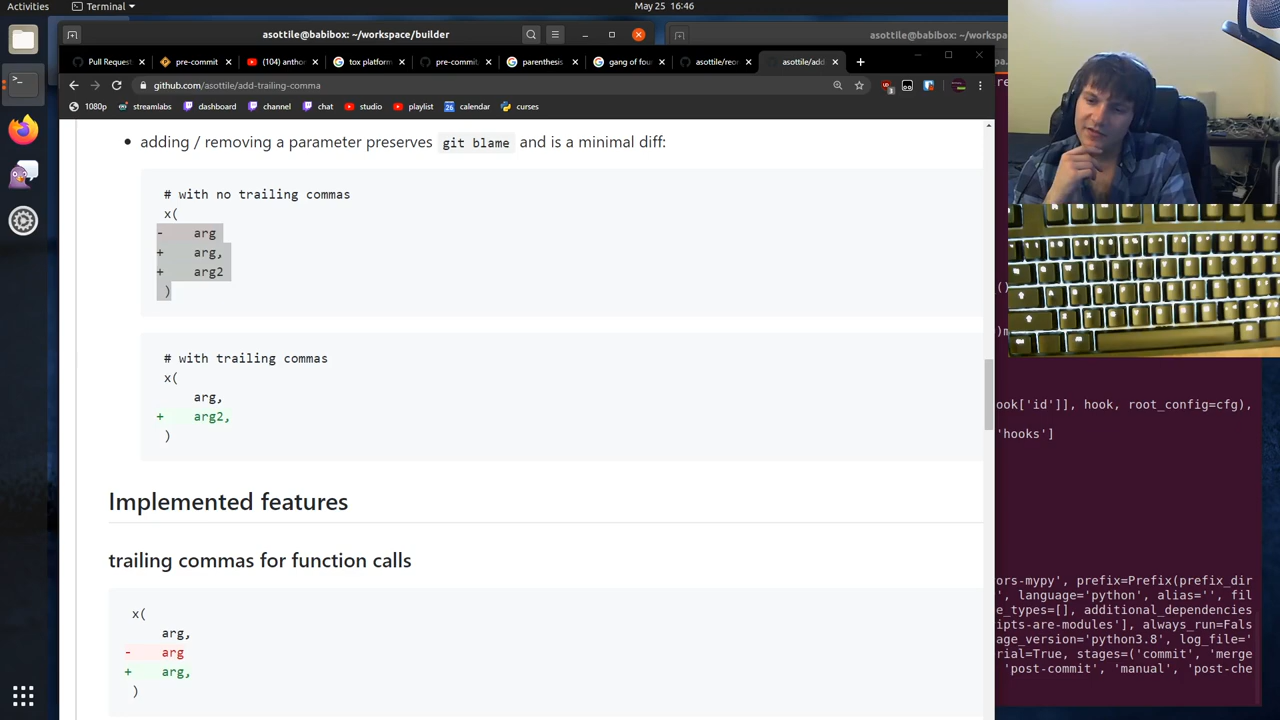 Activities
Terminal
May 25 16:46
asottile@babibox: ~/workspace/builder
asottile@babibox: ~/workspace
Pull Request
pre-commit
(104) antho
tox platform
pre-commit
parenthesis
gang of four
asottile/reor
asottile/add
github.com/asottile/add-trailing-comma
1080p
streamlabs
dashboard
channel
chat
studio
playlist
calendar
curses
adding / removing a parameter preserves git blame and is a minimal diff:
# with no trailing commas
x(
- arg
+ arg,
+ arg2
)
# with trailing commas
x(
arg,
+ arg2,
)
Implemented features
trailing commas for function calls
x(
arg,
- arg
+ arg,
)
()
)m
ook['id']], hook, root_config=cfg),
'hooks']
ors-mypy', prefix=Prefix(prefix_dir
', language='python', alias='', fil
e_types=[], additional_dependencies
ipts-are-modules'], always_run=Fals
age_version='python3.8', log_file='
rial=True, stages=('commit', 'merge
'post-commit', 'manual', 'post-che